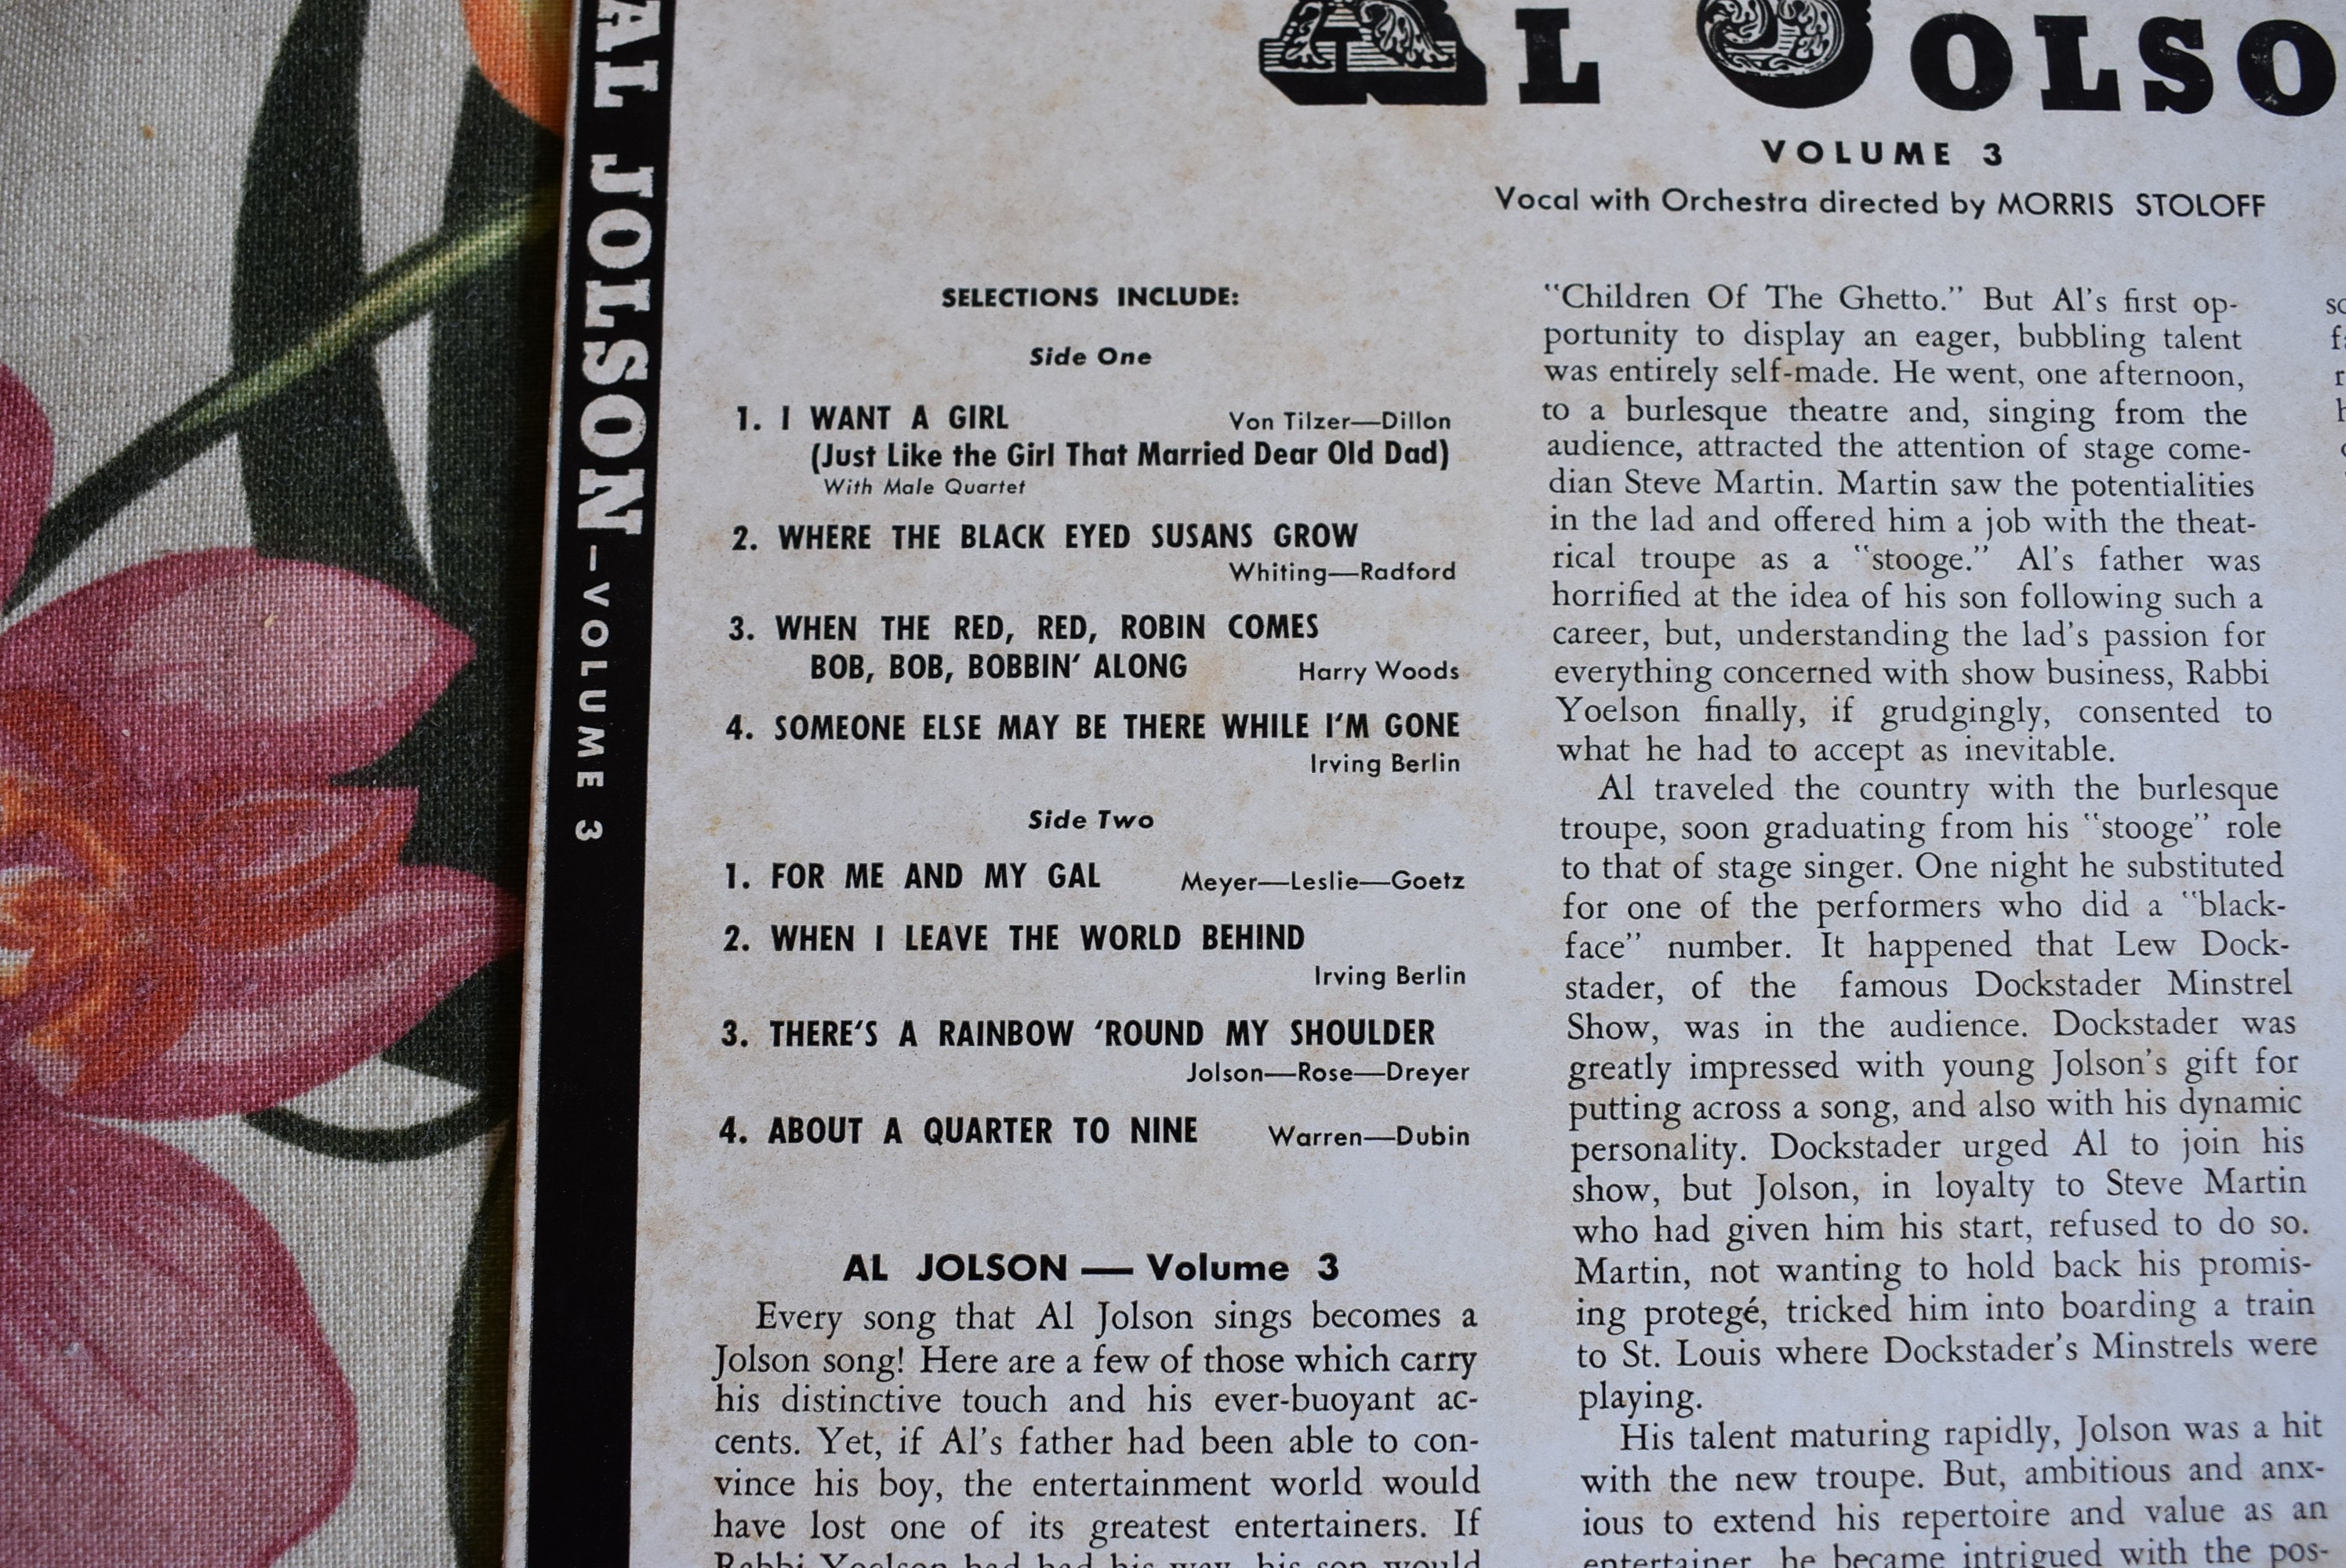 AL JOLSON—VOLUME 3
AL JOLSO
VOLUME 3
Vocal with Orchestra directed by MORRIS STOLOFF
SELECTIONS INCLUDE:
Side One
1. I WANT A GIRL Von Tilzer—Dillon
(Just Like the Girl That Married Dear Old Dad)
With Male Quartet
2. WHERE THE BLACK EYED SUSANS GROW
Whiting—Radford
3. WHEN THE RED, RED, ROBIN COMES
BOB, BOB, BOBBIN' ALONG Harry Woods
4. SOMEONE ELSE MAY BE THERE WHILE I'M GONE
Irving Berlin
Side Two
1. FOR ME AND MY GAL Meyer—Leslie—Goetz
2. WHEN I LEAVE THE WORLD BEHIND
Irving Berlin
3. THERE'S A RAINBOW 'ROUND MY SHOULDER
Jolson—Rose—Dreyer
4. ABOUT A QUARTER TO NINE Warren—Dubin
AL JOLSON — Volume 3
Every song that Al Jolson sings becomes a
Jolson song! Here are a few of those which carry
his distinctive touch and his ever-buoyant ac-
cents. Yet, if Al's father had been able to con-
vince his boy, the entertainment world would
have lost one of its greatest entertainers. If
Rabbi Yoelson had had his way, his son would
"Children Of The Ghetto." But Al's first op-
portunity to display an eager, bubbling talent
was entirely self-made. He went, one afternoon,
to a burlesque theatre and, singing from the
audience, attracted the attention of stage come-
dian Steve Martin. Martin saw the potentialities
in the lad and offered him a job with the theat-
rical troupe as a "stooge." Al's father was
horrified at the idea of his son following such a
career, but, understanding the lad's passion for
everything concerned with show business, Rabbi
Yoelson finally, if grudgingly, consented to
what he had to accept as inevitable.
Al traveled the country with the burlesque
troupe, soon graduating from his "stooge" role
to that of stage singer. One night he substituted
for one of the performers who did a "black-
face" number. It happened that Lew Dock-
stader, of the famous Dockstader Minstrel
Show, was in the audience. Dockstader was
greatly impressed with young Jolson's gift for
putting across a song, and also with his dynamic
personality. Dockstader urged Al to join his
show, but Jolson, in loyalty to Steve Martin
who had given him his start, refused to do so.
Martin, not wanting to hold back his promis-
ing protegé, tricked him into boarding a train
to St. Louis where Dockstader's Minstrels were
playing.
His talent maturing rapidly, Jolson was a hit
with the new troupe. But, ambitious and anx-
ious to extend his repertoire and value as an
entertainer, he became intrigued with the pos-